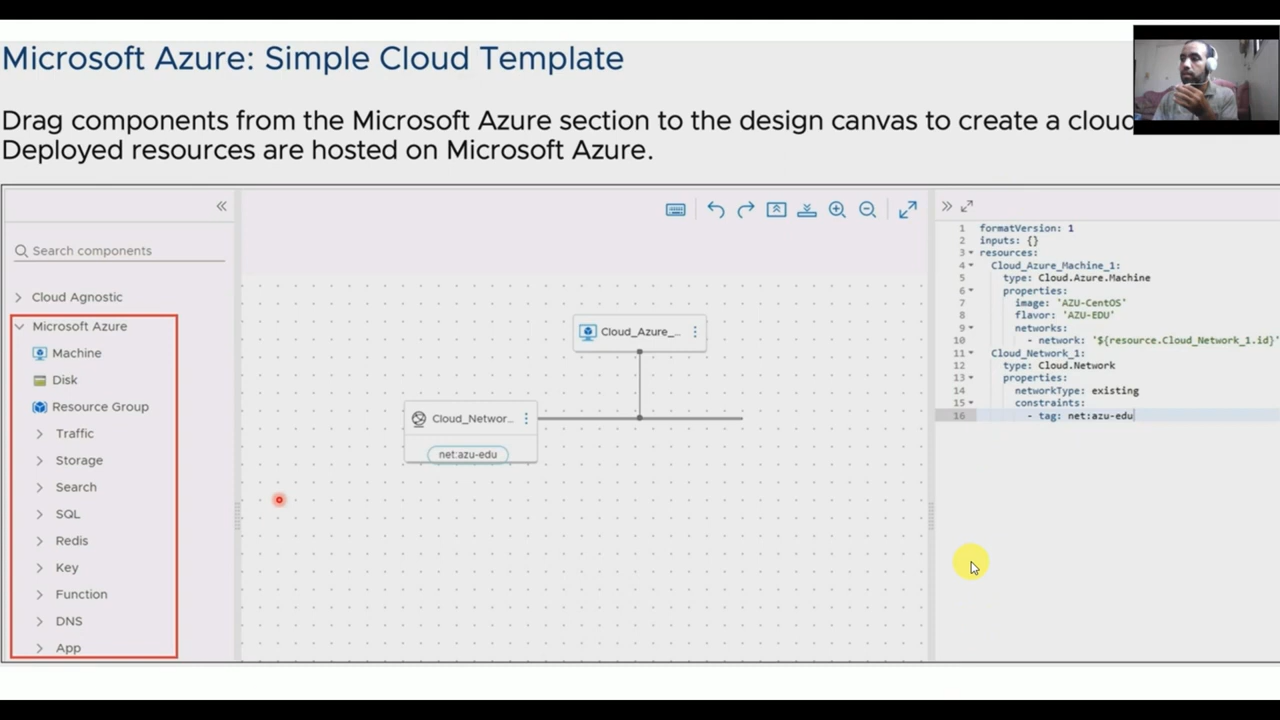 Microsoft Azure: Simple Cloud Template
Drag components from the Microsoft Azure section to the design canvas to create a cloud
Deployed resources are hosted on Microsoft Azure.
Search components
Cloud Agnostic
Microsoft Azure
Machine
Disk
Resource Group
Traffic
Storage
Search
SQL
Redis
Key
Function
DNS
App
Cloud_Azure_...
Cloud_Networ...
net:azu-edu
1 formatVersion: 1
2 inputs: {}
3 resources:
4 Cloud_Azure_Machine_1:
5 type: Cloud.Azure.Machine
6 properties:
7 image: 'AZU-CentOS'
8 flavor: 'AZU-EDU'
9 networks:
10 - network: '${resource.Cloud_Network_1.id}'
11 Cloud_Network_1:
12 type: Cloud.Network
13 properties:
14 networkType: existing
15 constraints:
16 - tag: net:azu-edu